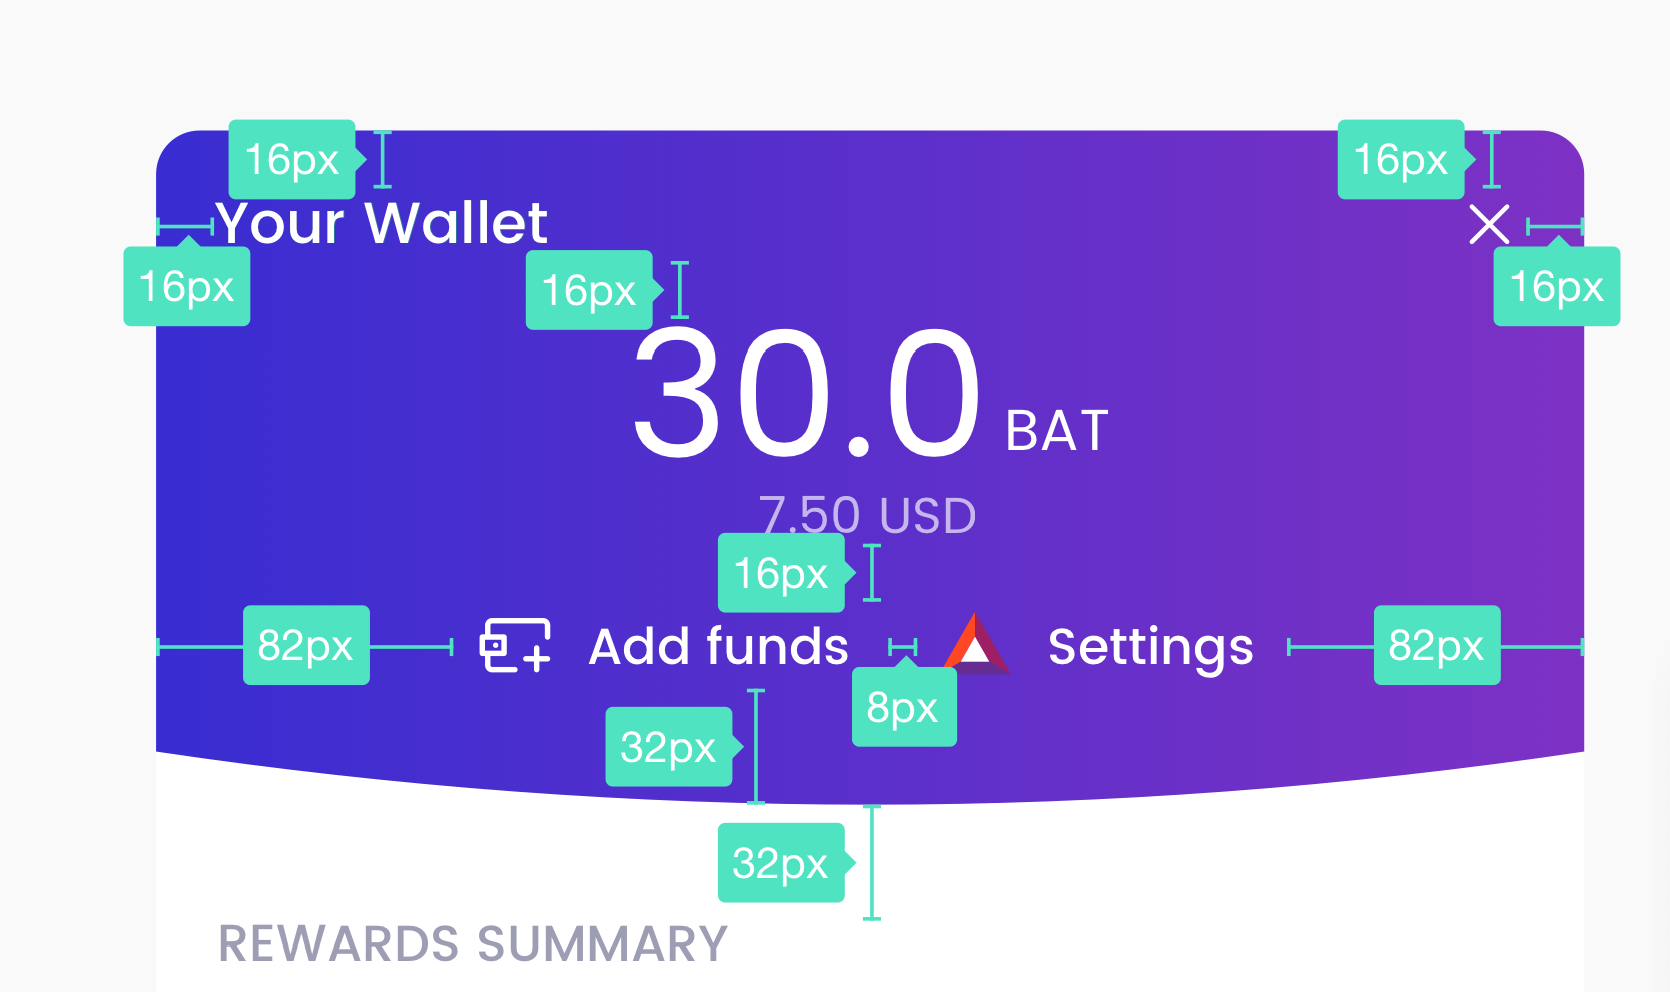 16px 16px
Your Wallet
16px 16px 16px
30.0 BAT
7.50 USD
16px
82px Add funds Settings 82px
8px
32px
32px
REWARDS SUMMARY